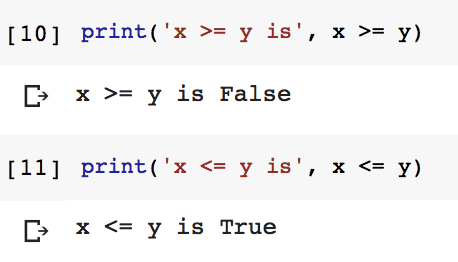 [10] print('x >= y is', x >= y)
x >= y is False
[11] print('x <= y is', x <= y)
x <= y is True